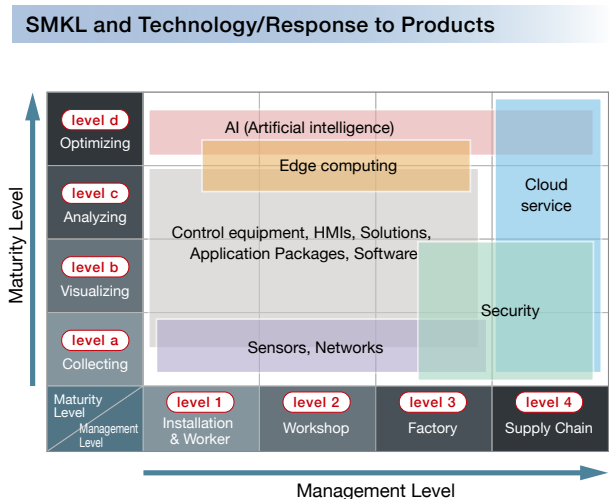 SMKL and Technology/Response to Products
Maturity Level
level d
Optimizing
level c
Analyzing
level b
Visualizing
level a
Collecting
AI (Artificial intelligence)
Edge computing
Cloud
service
Control equipment, HMIs, Solutions,
Application Packages, Software
Security
Sensors, Networks
Maturity
Level
Management
Level
level 1
Installation
& Worker
level 2
Workshop
level 3
Factory
level 4
Supply Chain
Management Level